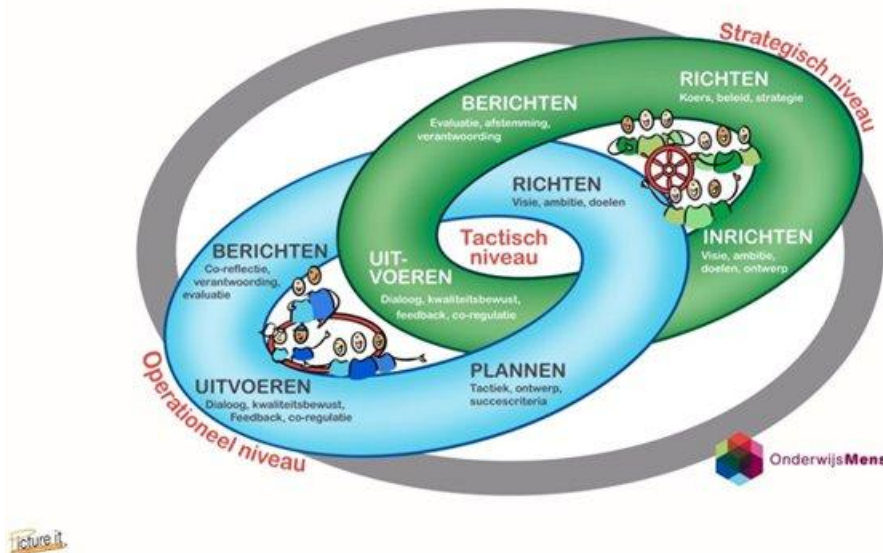 Strategisch niveau
RICHTEN
Koers, beleid, strategie
BERICHTEN
Evaluatie, afstemming,
verantwoording
RICHTEN
Visie, ambitie, doelen
INRICHTEN
Visie, ambitie,
doelen, ontwerp
Tactisch
niveau
UIT-
VOEREN
Dialoog, kwaliteitsbewust,
feedback, co-regulatie
BERICHTEN
Co-reflectie,
verantwoording,
evaluatie
PLANNEN
Tactiek, ontwerp,
succescriteria
UITVOEREN
Dialoog, kwaliteitsbewust,
Feedback, co-regulatie
Operationeel niveau
OnderwijsMens
Picture it